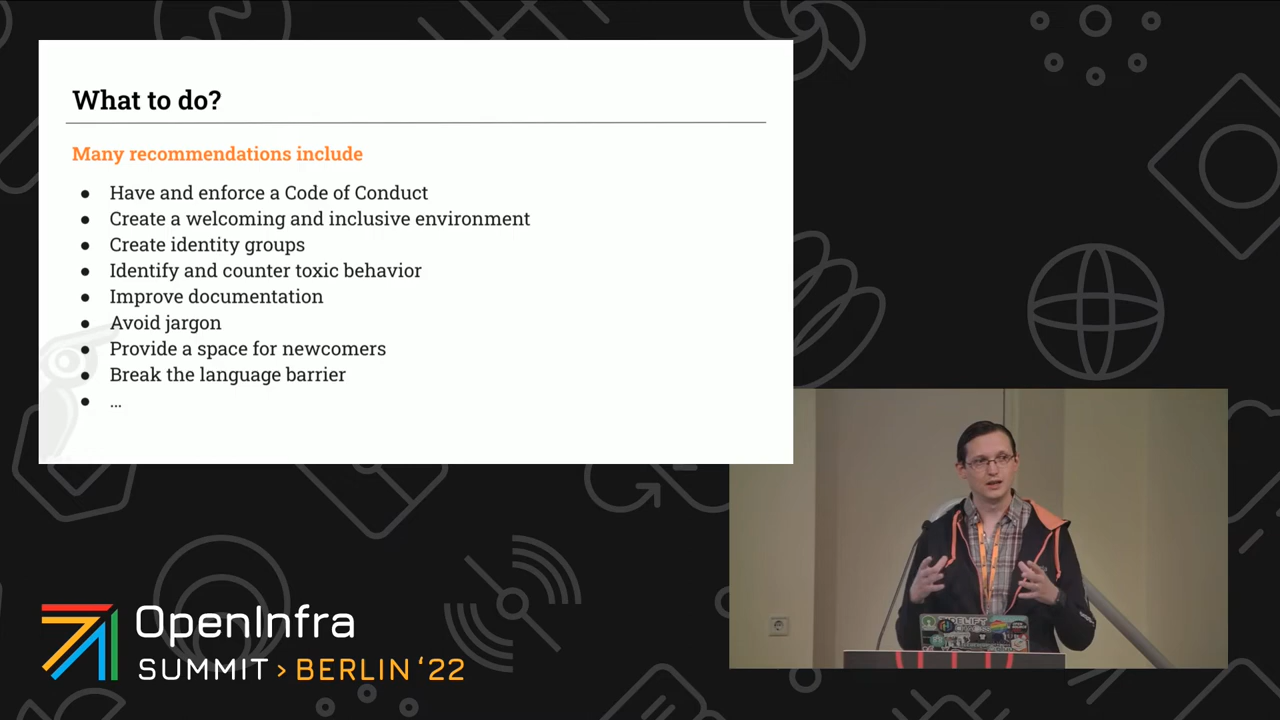 What to do?
Many recommendations include
● Have and enforce a Code of Conduct
● Create a welcoming and inclusive environment
● Create identity groups
● Identify and counter toxic behavior
● Improve documentation
● Avoid jargon
● Provide a space for newcomers
● Break the language barrier
● ...
OpenInfra
SUMMIT > BERLIN ‘22